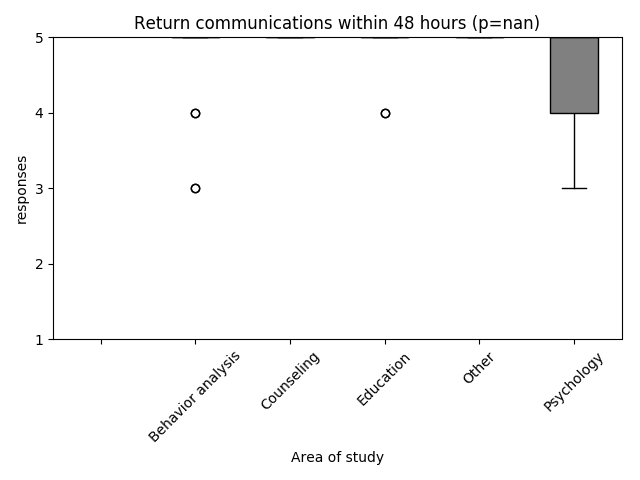 Return communications within 48 hours (p=nan)
5
4
3
2
1
responses
Behavior analysis
Counseling
Education
Other
Psychology
Area of study